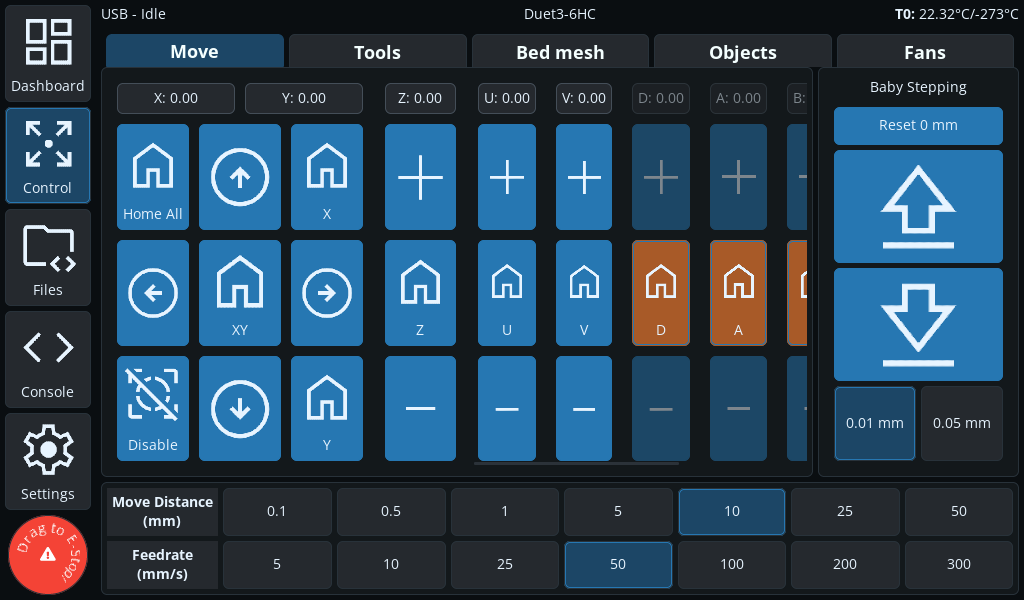 USB - Idle
Duet3-6HC
T0: 22.32°C/-273°C
Dashboard
Control
Files
Console
Settings
Drag to E-Stop!
Move
Tools
Bed mesh
Objects
Fans
X: 0.00
Y: 0.00
Z: 0.00
U: 0.00
V: 0.00
D: 0.00
A: 0.00
B:
Home All
X
XY
Z
U
V
D
A
Disable
Y
Baby Stepping
Reset 0 mm
0.01 mm
0.05 mm
Move Distance
(mm)
0.1
0.5
1
5
10
25
50
Feedrate
(mm/s)
5
10
25
50
100
200
300